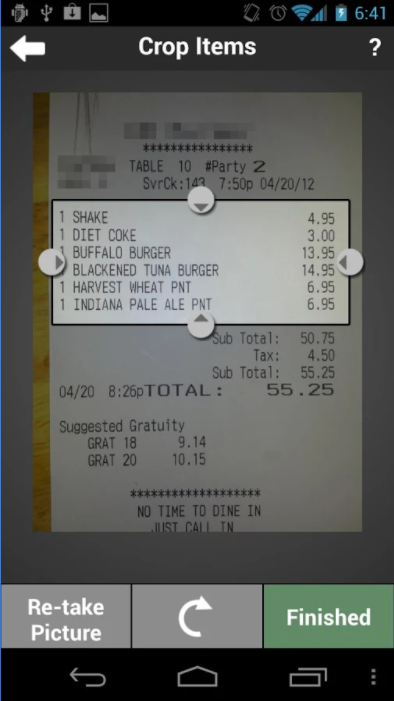 6:41
Crop Items
?
****************
TABLE 10 #Party 2
SvrCk:143 7:50p 04/20/12
1 SHAKE 4.95
1 DIET COKE 3.00
1 BUFFALO BURGER 13.95
BLACKENED TUNA BURGER 14.95
1 HARVEST WHEAT PNT 6.95
1 INDIANA PALE ALE PNT 6.95
Sub Total: 50.75
Tax: 4.50
Sub Total: 55.25
04/20 8:26pTOTAL: 55.25
Suggested Gratuity
GRAT 18 9.14
GRAT 20 10.15
*******************
NO TIME TO DINE IN
JUST CALL IN
Re-take
Picture
Finished